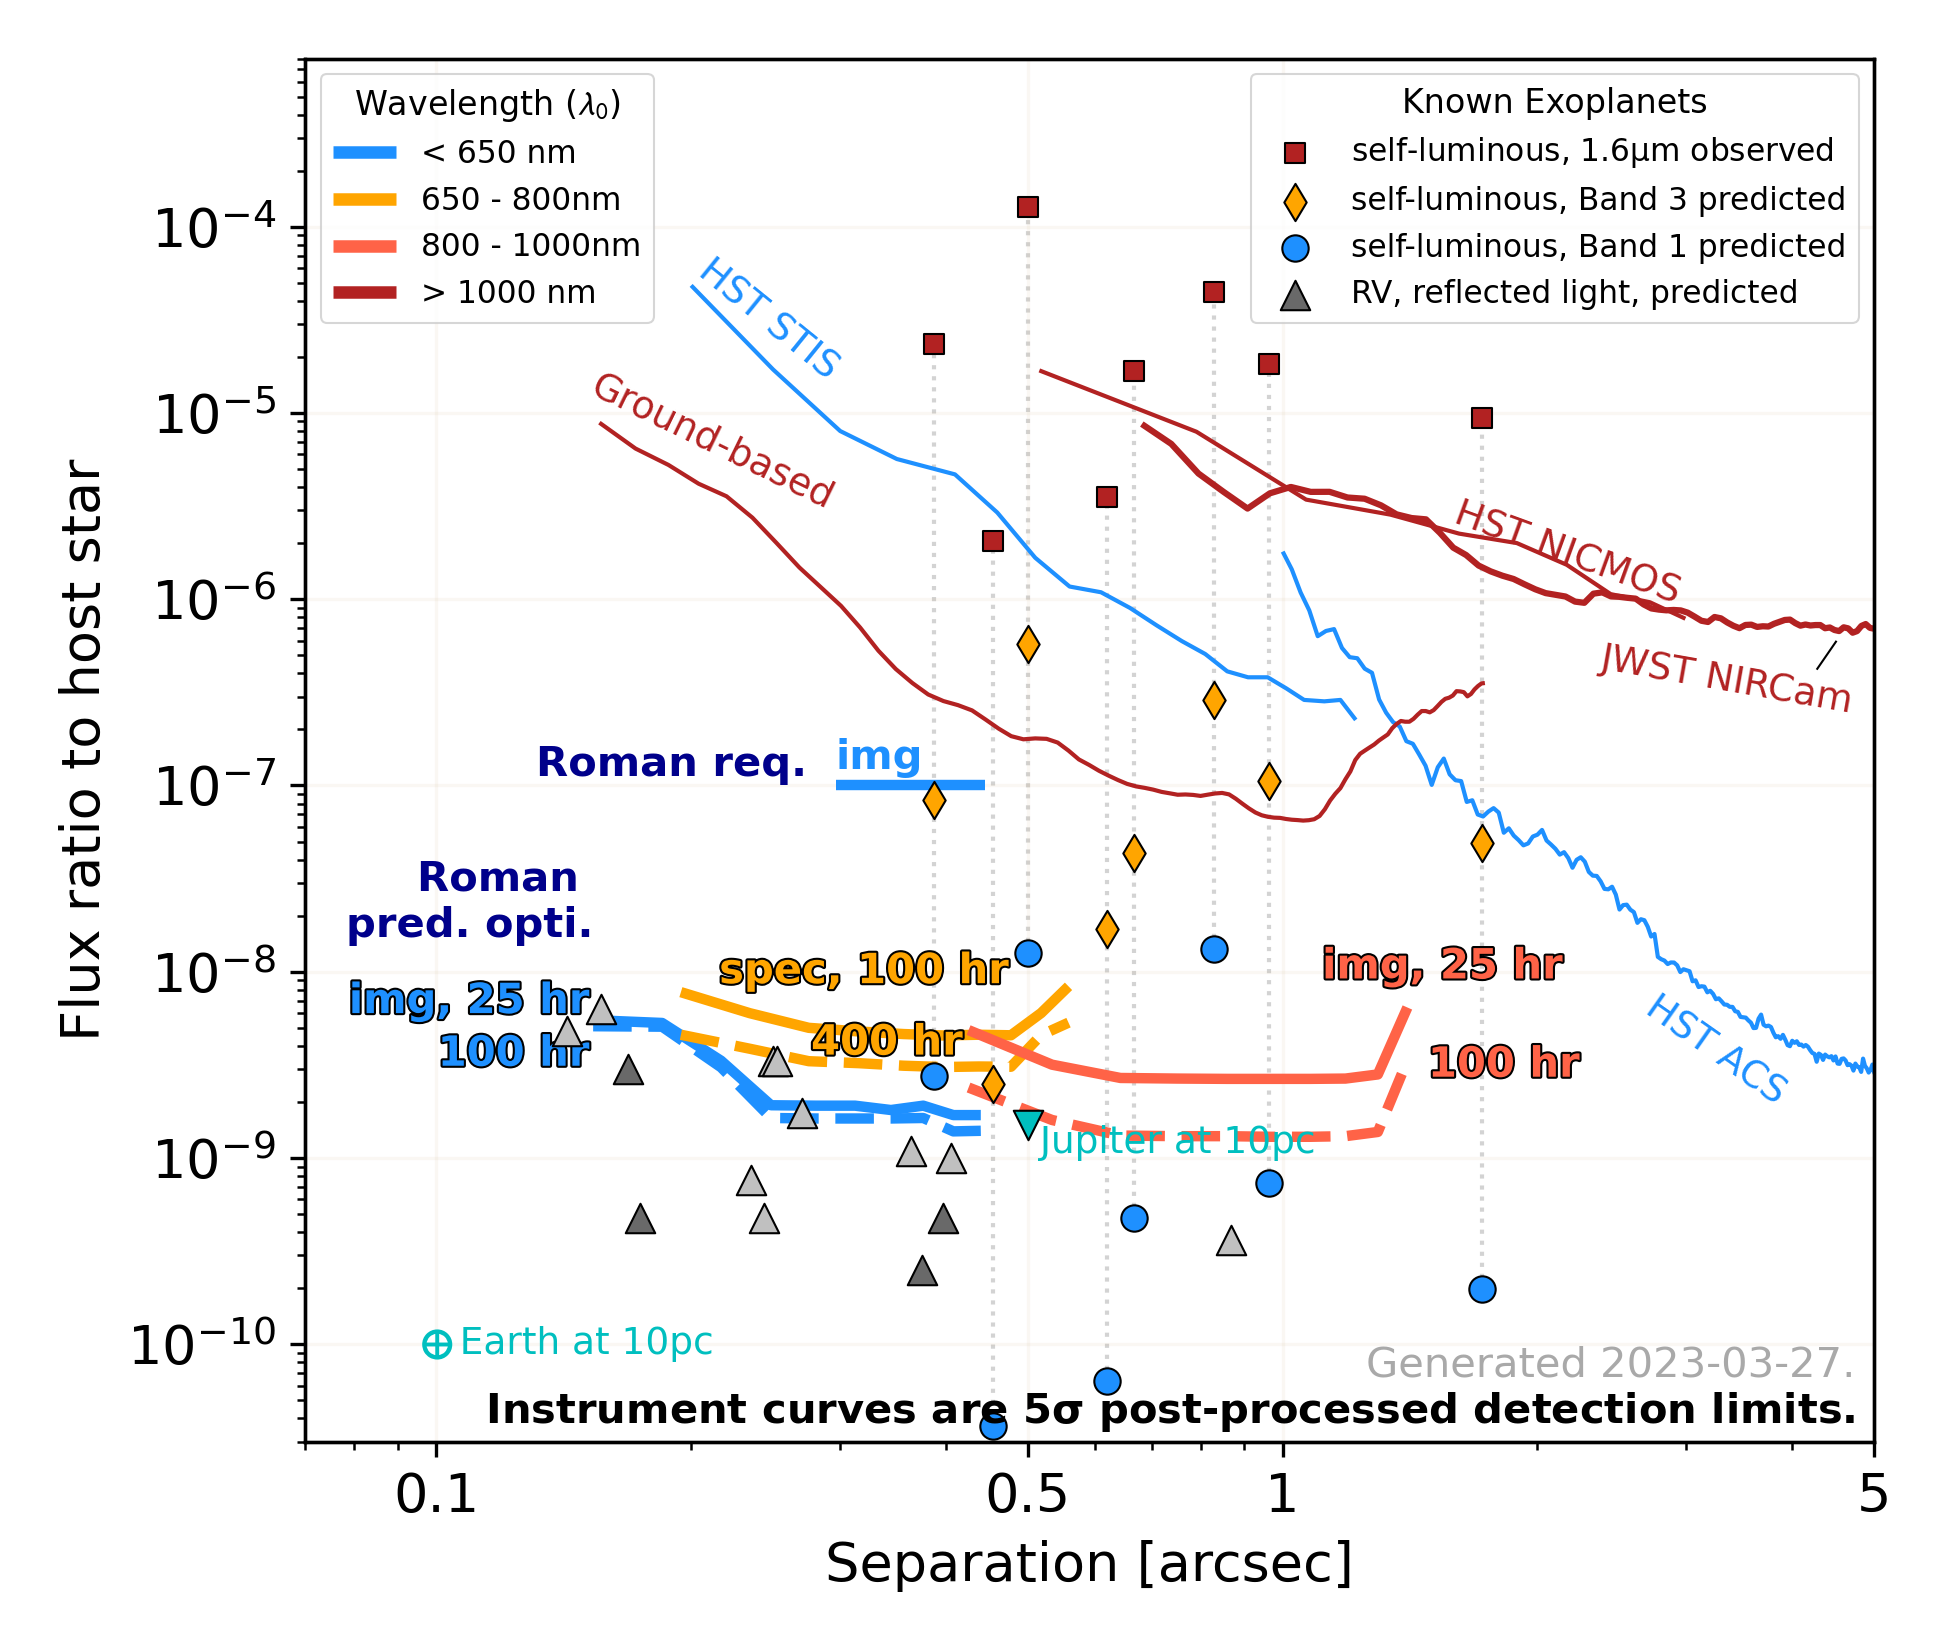 Wavelength (λ₀)
< 650 nm
650 - 800nm
800 - 1000nm
> 1000 nm
Known Exoplanets
self-luminous, 1.6μm observed
self-luminous, Band 3 predicted
self-luminous, Band 1 predicted
RV, reflected light, predicted
Flux ratio to host star
10⁻⁴
10⁻⁵
10⁻⁶
10⁻⁷
10⁻⁸
10⁻⁹
10⁻¹⁰
HST STIS
Ground-based
HST NICMOS
JWST NIRCam
Roman req.
img
Roman
pred. opti.
img, 25 hr
100 hr
spec, 100 hr
400 hr
img, 25 hr
100 hr
HST ACS
Jupiter at 10pc
Earth at 10pc
Generated 2023-03-27.
Instrument curves are 5σ post-processed detection limits.
0.1
0.5
1
5
Separation [arcsec]